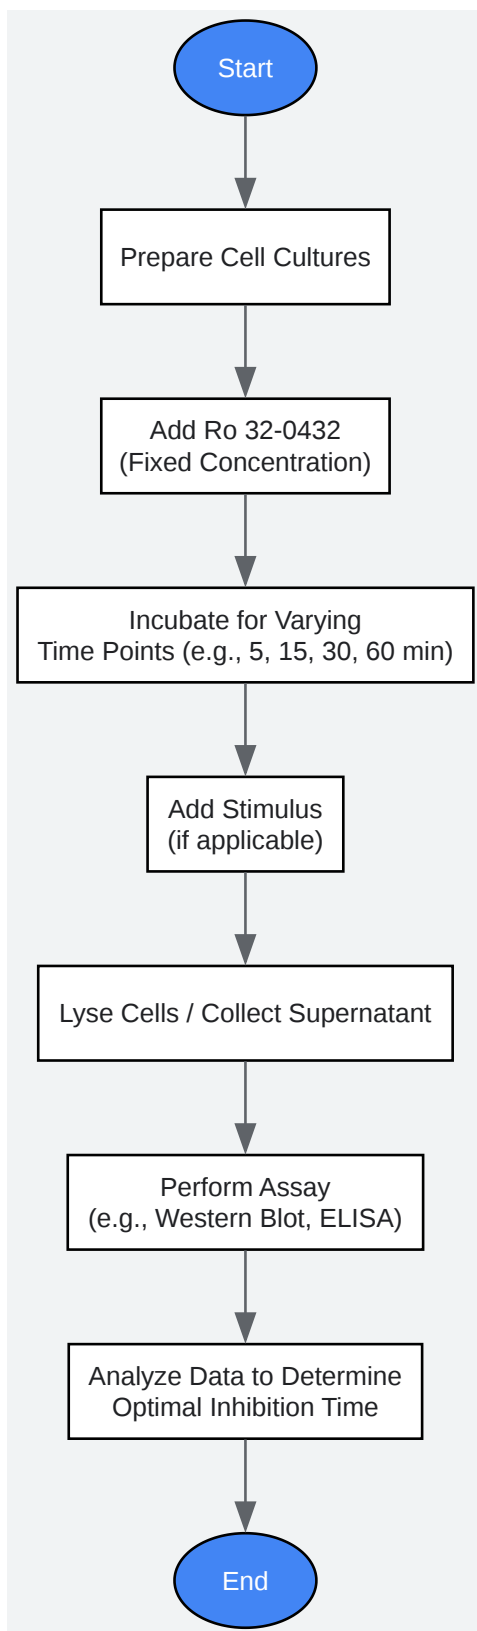 Start
Prepare Cell Cultures
Add Ro 32-0432
(Fixed Concentration)
Incubate for Varying
Time Points (e.g., 5, 15, 30, 60 min)
Add Stimulus
(if applicable)
Lyse Cells / Collect Supernatant
Perform Assay
(e.g., Western Blot, ELISA)
Analyze Data to Determine
Optimal Inhibition Time
End